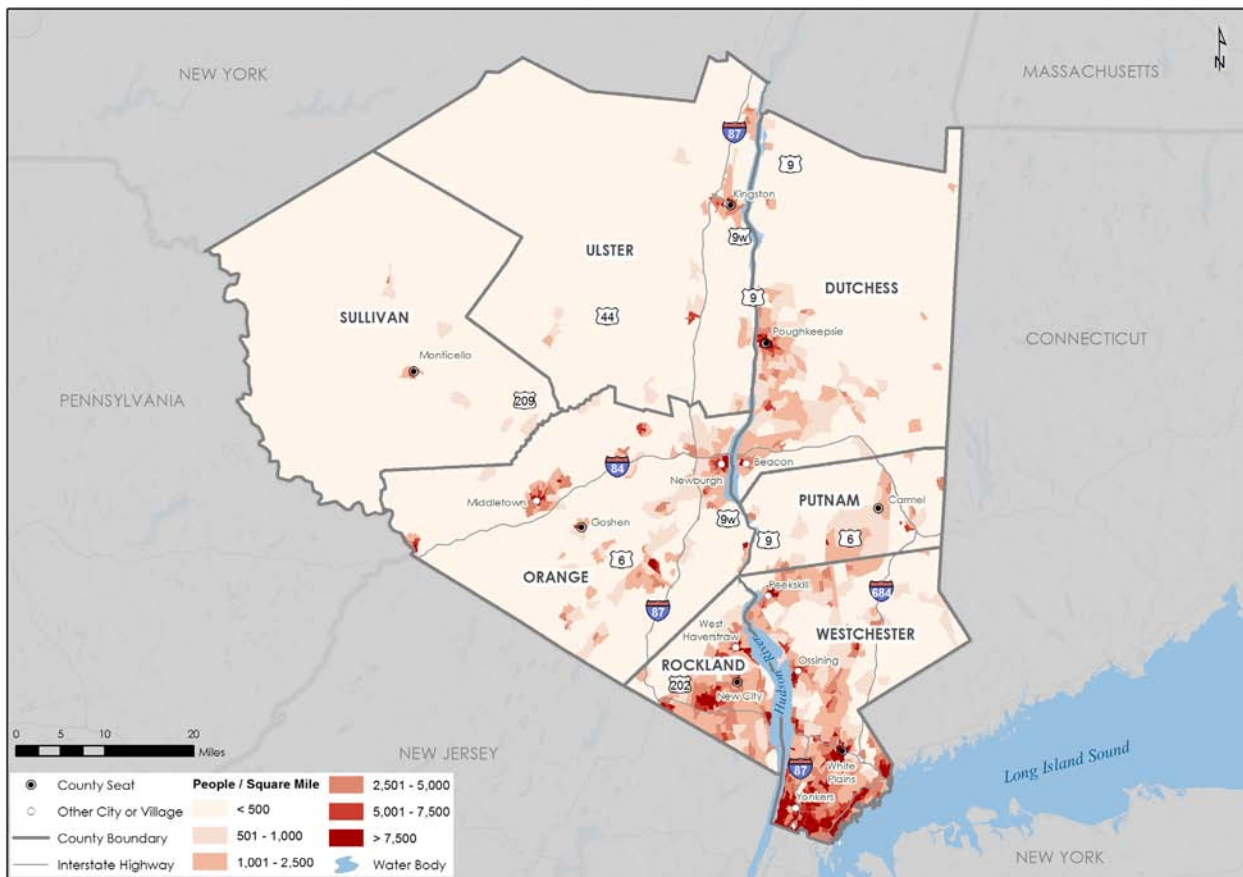 NEW YORK
MASSACHUSETTS
N
87
9
Kingston
9w
ULSTER
DUTCHESS
9
SULLIVAN
44
Poughkeepsie
CONNECTICUT
Monticello
PENNSYLVANIA
209
84
Beacon
Newburgh
Middletown
PUTNAM
Carmel
Goshen
9w
9
6
6
ORANGE
Peekskill
684
87
West
Haverstraw
WESTCHESTER
Hudson River
ROCKLAND
Ossining
202
New City
0 5 10 20
Miles
NEW JERSEY
White
Plains
87
Long Island Sound
Yonkers
NEW YORK
County Seat
Other City or Village
County Boundary
Interstate Highway
People / Square Mile
< 500
501 - 1,000
1,001 - 2,500
2,501 - 5,000
5,001 - 7,500
> 7,500
Water Body